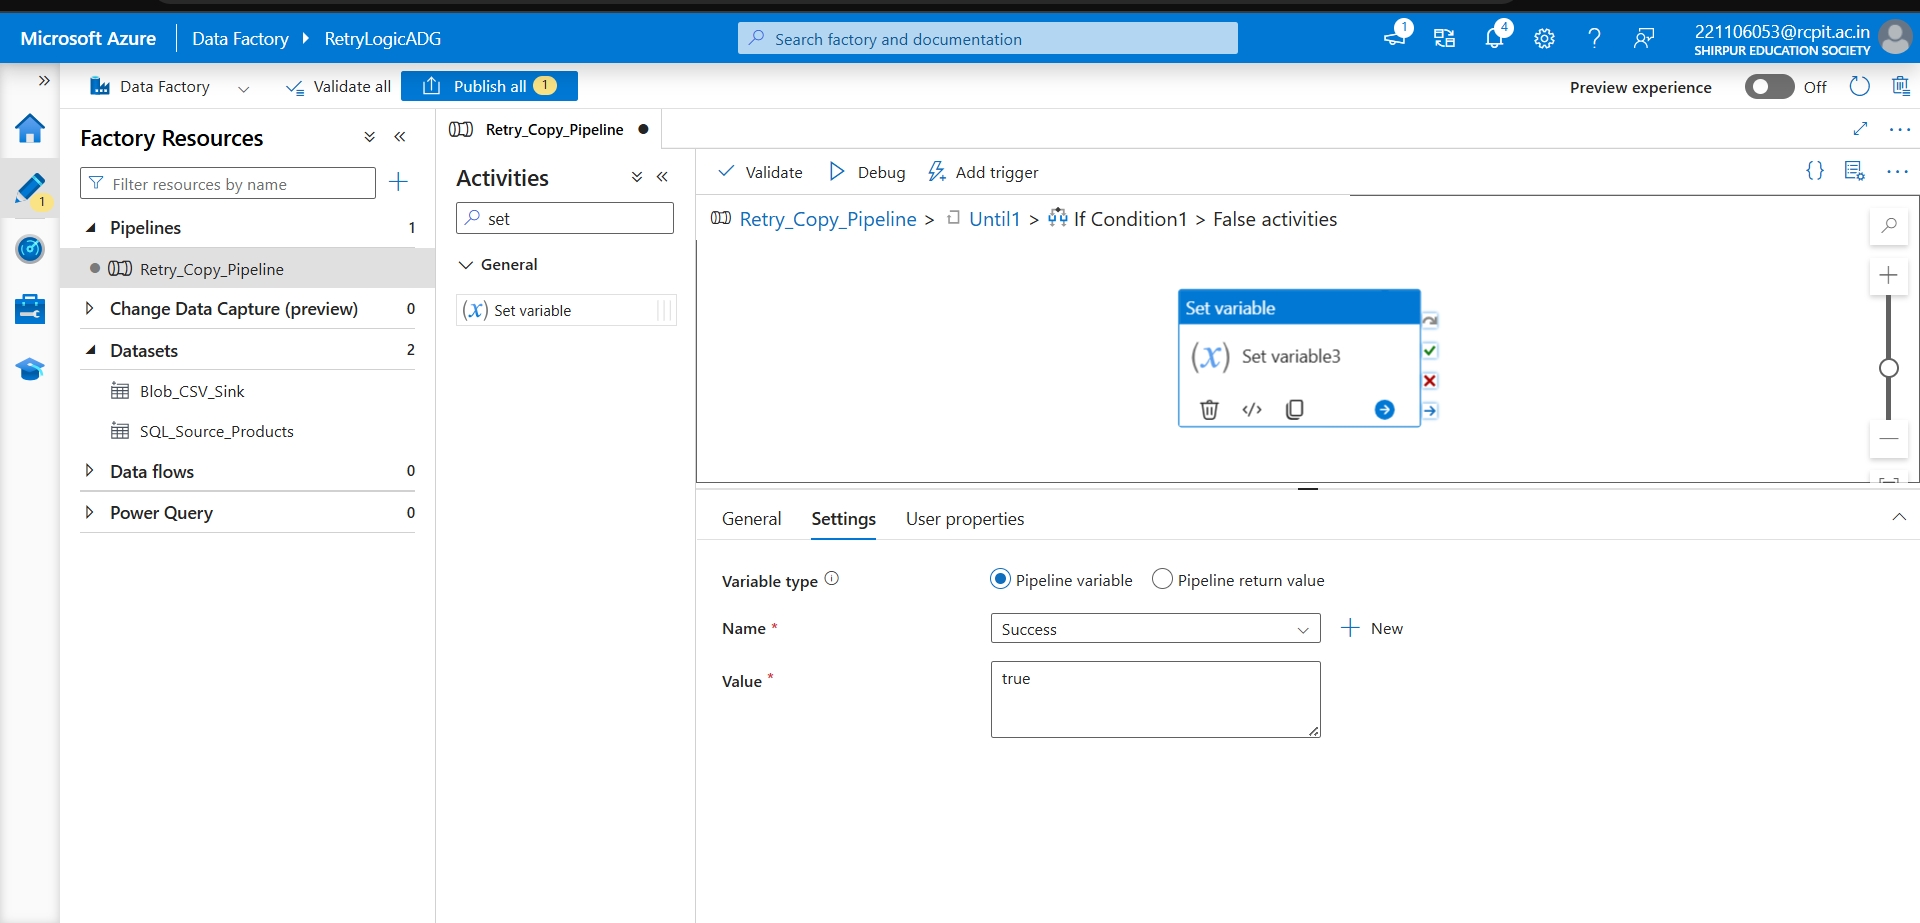 Microsoft Azure
Data Factory
RetryLogicADG
Search factory and documentation
1
4
221106053@rcpit.ac.in
SHIRPUR EDUCATION SOCIETY
Data Factory
Validate all
Publish all 1
Preview experience
Off
1
Factory Resources
Filter resources by name
Pipelines 1
Retry_Copy_Pipeline
Change Data Capture (preview) 0
Datasets 2
Blob_CSV_Sink
SQL_Source_Products
Data flows 0
Power Query 0
Retry_Copy_Pipeline
Activities
set
General
(x) Set variable
Validate
Debug
Add trigger
{}
Retry_Copy_Pipeline > Until1 > If Condition1 > False activities
Set variable
(x) Set variable3
General
Settings
User properties
Variable type
Pipeline variable
Pipeline return value
Name *
Success
New
Value *
true